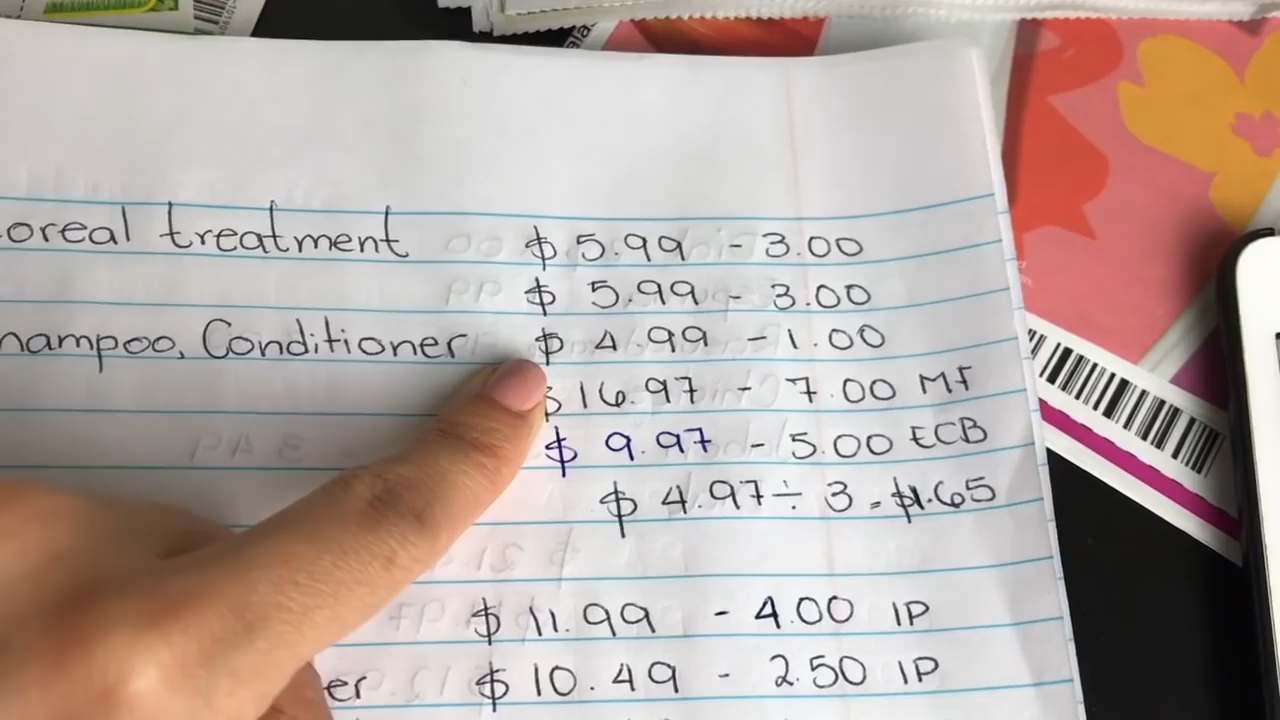 oreal treatment $ 5.99 - 3.00
$ 5.99 - 3.00
hampoo, Conditioner $ 4.99 - 1.00
$ 16.97 - 7.00 MF
$ 9.97 - 5.00 ECB
$ 4.97 ÷ 3 = $1.65
$ 11.99 - 4.00 IP
er $ 10.49 - 2.50 IP